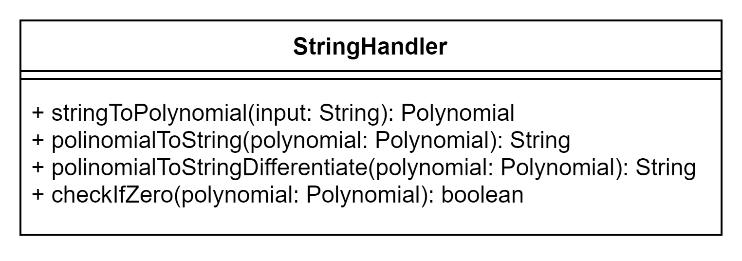 StringHandler
+ stringToPolynomial(input: String): Polynomial
+ polinomialToString(polynomial: Polynomial): String
+ polinomialToStringDifferentiate(polynomial: Polynomial): String
+ checkIfZero(polynomial: Polynomial): boolean